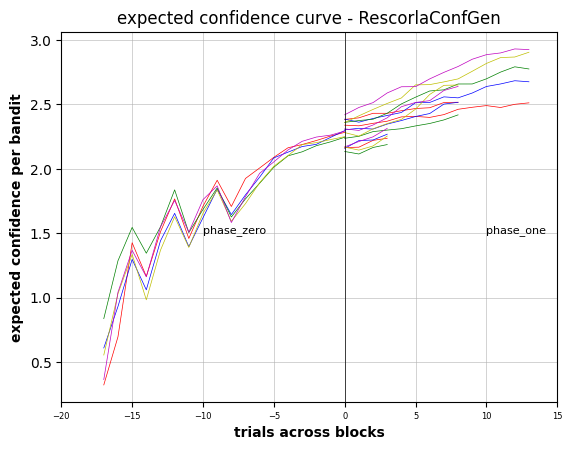 expected confidence curve - RescorlaConfGen
3.0
2.5
2.0
1.5
1.0
0.5
expected confidence per bandit
phase_zero
phase_one
−20
−15
−10
−5
0
5
10
15
trials across blocks